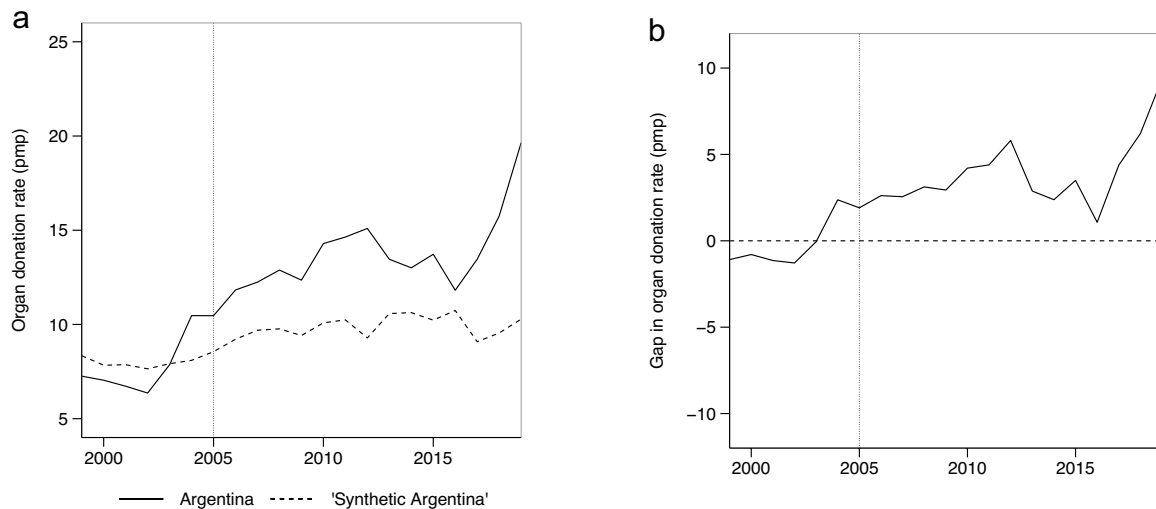 a
Organ donation rate (pmp)
25
20
15
10
5
2000 2005 2010 2015
Argentina 'Synthetic Argentina'
b
Gap in organ donation rate (pmp)
10
5
0
−5
−10
2000 2005 2010 2015